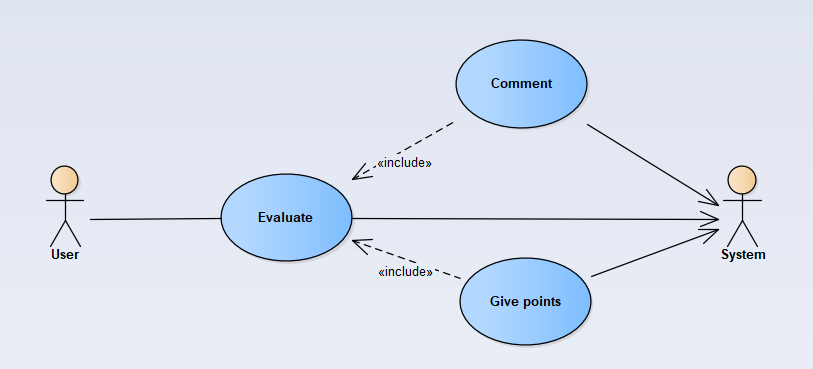 Comment
«include»
User
Evaluate
System
«include»
Give points